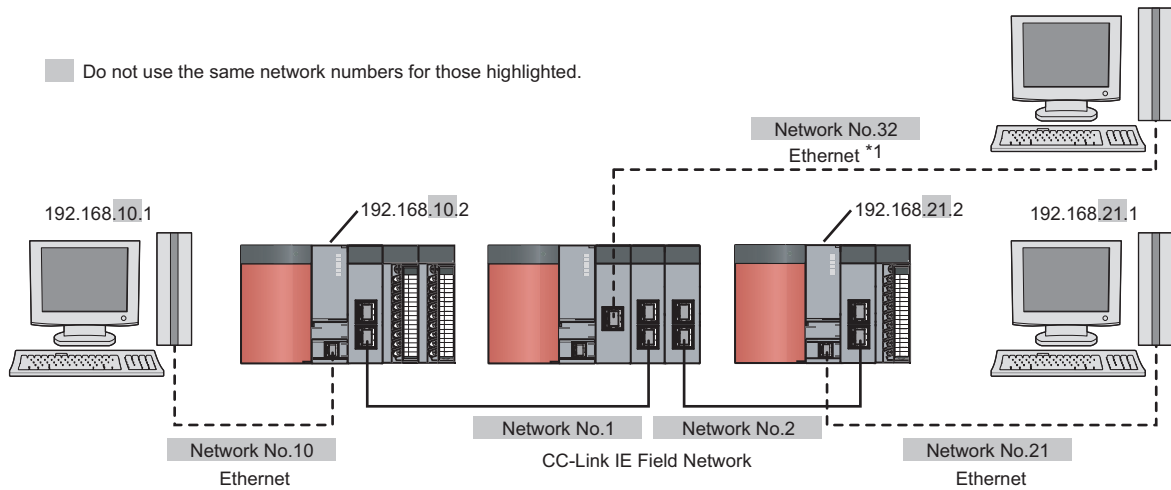 Do not use the same network numbers for those highlighted.
Network No.32
Ethernet *1
192.168.10.1
192.168.10.2
192.168.21.2
192.168.21.1
Network No.1
Network No.2
Network No.10
Network No.21
CC-Link IE Field Network
Ethernet
Ethernet